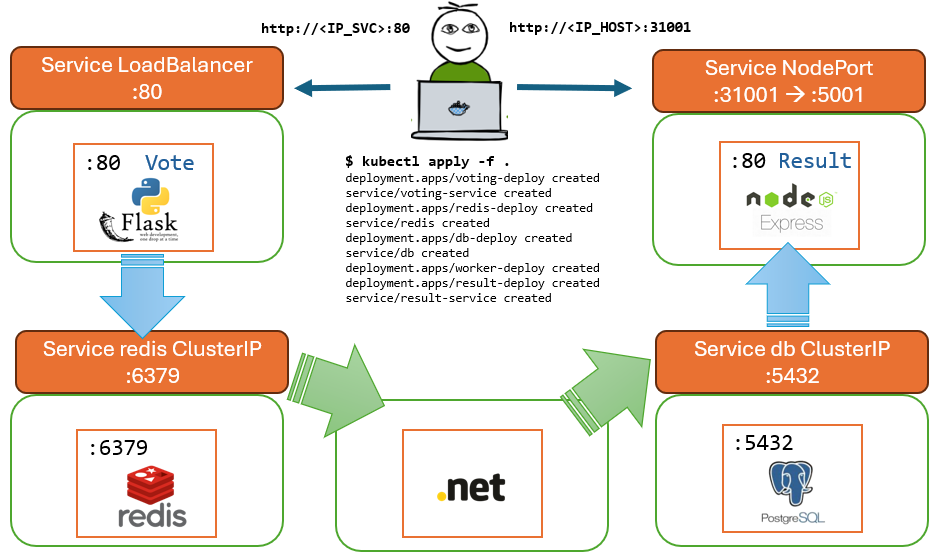 http://<IP_SVC>:80
http://<IP_HOST>:31001
Service LoadBalancer
:80
Service NodePort
:31001 → :5001
:80 Vote
Flask
web development,
one drop at a time
$ kubectl apply -f .
deployment.apps/voting-deploy created
service/voting-service created
deployment.apps/redis-deploy created
service/redis created
deployment.apps/db-deploy created
service/db created
deployment.apps/worker-deploy created
deployment.apps/result-deploy created
service/result-service created
:80 Result
node JS
Express
Service redis ClusterIP
:6379
Service db ClusterIP
:5432
:6379
redis
.net
:5432
PostgreSQL